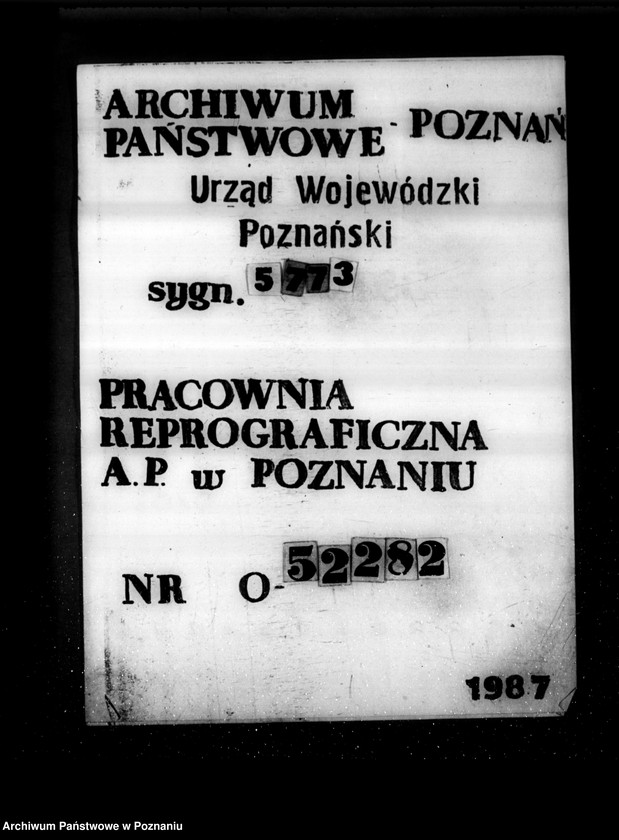 ARCHIWUM
PAŃSTWOWE - POZNAŃ
Urząd Wojewódzki
Poznański
sygn. 5773
PRACOWNIA
REPROGRAFICZNA
A.P. w POZNANIU
NR O-52282
1987
Archiwum Państwowe w Poznaniu